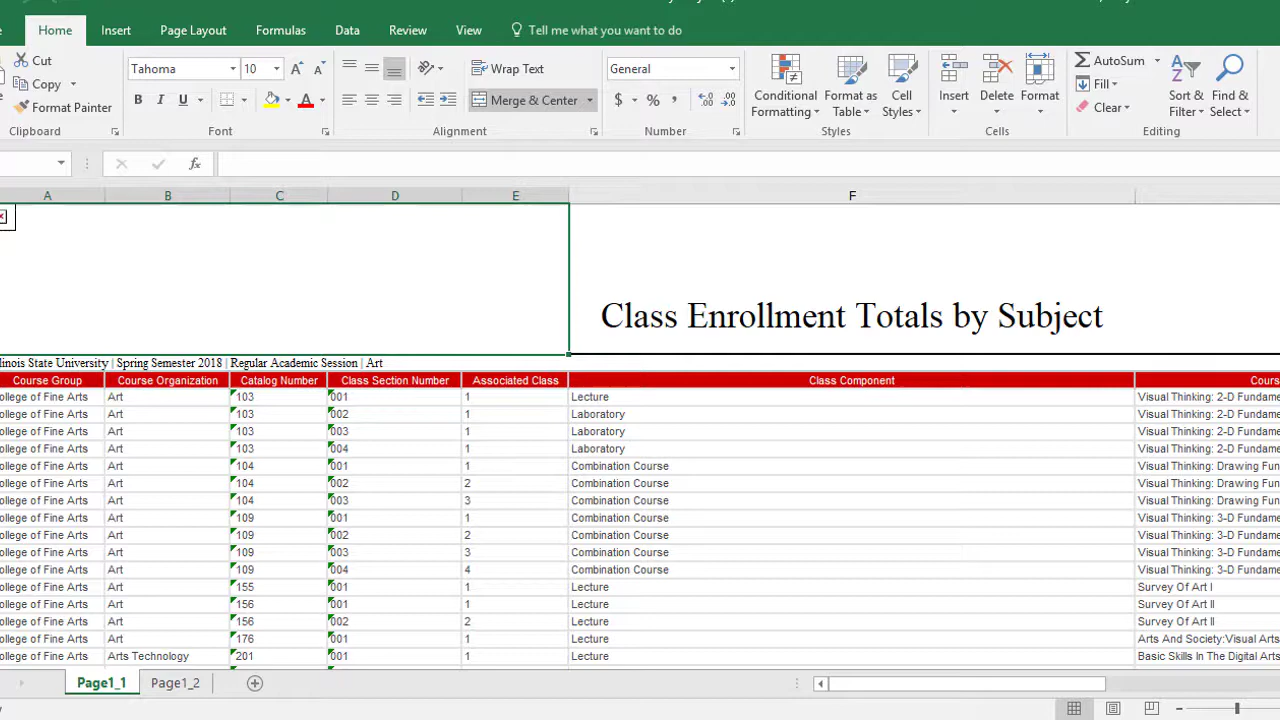 Home Insert Page Layout Formulas Data Review View Tell me what you want to do
Cut
Copy
Format Painter
Clipboard
Tahoma 10
B I U A
Font
Wrap Text
Merge & Center
Alignment
General
$ % ,
Number
Conditional Formatting
Format as Table
Cell Styles
Styles
Insert Delete Format
Cells
AutoSum
Fill
Clear
Sort & Filter
Find & Select
Editing
fx
A B C D E F
Class Enrollment Totals by Subject
linois State University | Spring Semester 2018 | Regular Academic Session | Art
Course Group Course Organization Catalog Number Class Section Number Associated Class Class Component Cours
ollege of Fine Arts Art 103 001 1 Lecture Visual Thinking: 2-D Fundame
ollege of Fine Arts Art 103 002 1 Laboratory Visual Thinking: 2-D Fundame
ollege of Fine Arts Art 103 003 1 Laboratory Visual Thinking: 2-D Fundame
ollege of Fine Arts Art 103 004 1 Laboratory Visual Thinking: 2-D Fundame
ollege of Fine Arts Art 104 001 1 Combination Course Visual Thinking: Drawing Fun
ollege of Fine Arts Art 104 002 2 Combination Course Visual Thinking: Drawing Fun
ollege of Fine Arts Art 104 003 3 Combination Course Visual Thinking: Drawing Fun
ollege of Fine Arts Art 109 001 1 Combination Course Visual Thinking: 3-D Fundame
ollege of Fine Arts Art 109 002 2 Combination Course Visual Thinking: 3-D Fundame
ollege of Fine Arts Art 109 003 3 Combination Course Visual Thinking: 3-D Fundame
ollege of Fine Arts Art 109 004 4 Combination Course Visual Thinking: 3-D Fundame
ollege of Fine Arts Art 155 001 1 Lecture Survey Of Art I
ollege of Fine Arts Art 156 001 1 Lecture Survey Of Art II
ollege of Fine Arts Art 156 002 2 Lecture Survey Of Art II
ollege of Fine Arts Art 176 001 1 Lecture Arts And Society:Visual Arts
ollege of Fine Arts Arts Technology 201 001 1 Lecture Basic Skills In The Digital Arts
Page1_1 Page1_2